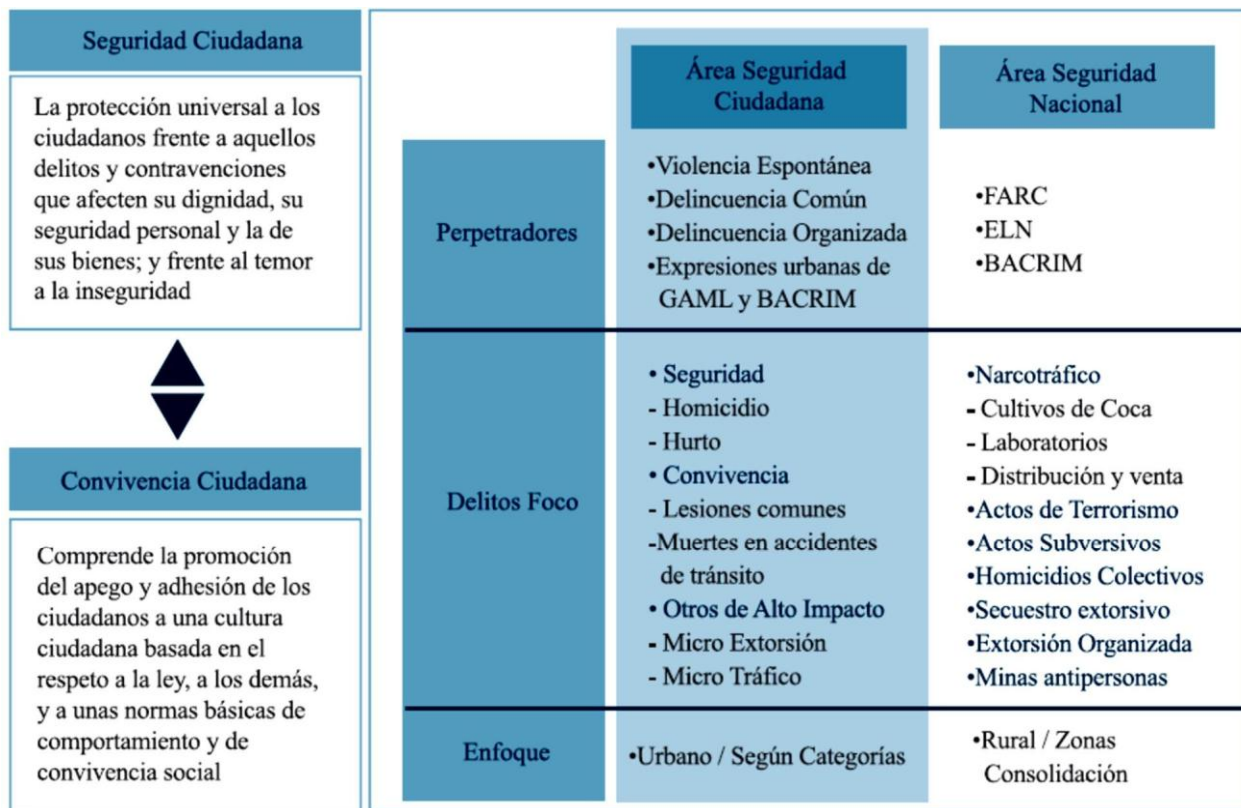 Seguridad Ciudadana
La protección universal a los
ciudadanos frente a aquellos
delitos y contravenciones
que afecten su dignidad, su
seguridad personal y la de
sus bienes; y frente al temor
a la inseguridad
Convivencia Ciudadana
Comprende la promoción
del apego y adhesión de los
ciudadanos a una cultura
ciudadana basada en el
respeto a la ley, a los demás,
y a unas normas básicas de
comportamiento y de
convivencia social
Área Seguridad
Ciudadana
Área Seguridad
Nacional
Perpetradores
•Violencia Espontánea
•Delincuencia Común
•Delincuencia Organizada
•Expresiones urbanas de
GAML y BACRIM
•FARC
•ELN
•BACRIM
Delitos Foco
• Seguridad
- Homicidio
- Hurto
• Convivencia
- Lesiones comunes
-Muertes en accidentes
de tránsito
• Otros de Alto Impacto
- Micro Extorsión
- Micro Tráfico
•Narcotráfico
- Cultivos de Coca
- Laboratorios
- Distribución y venta
•Actos de Terrorismo
•Actos Subversivos
•Homicidios Colectivos
•Secuestro extorsivo
•Extorsión Organizada
•Minas antipersonas
Enfoque
•Urbano / Según Categorías
•Rural / Zonas
Consolidación